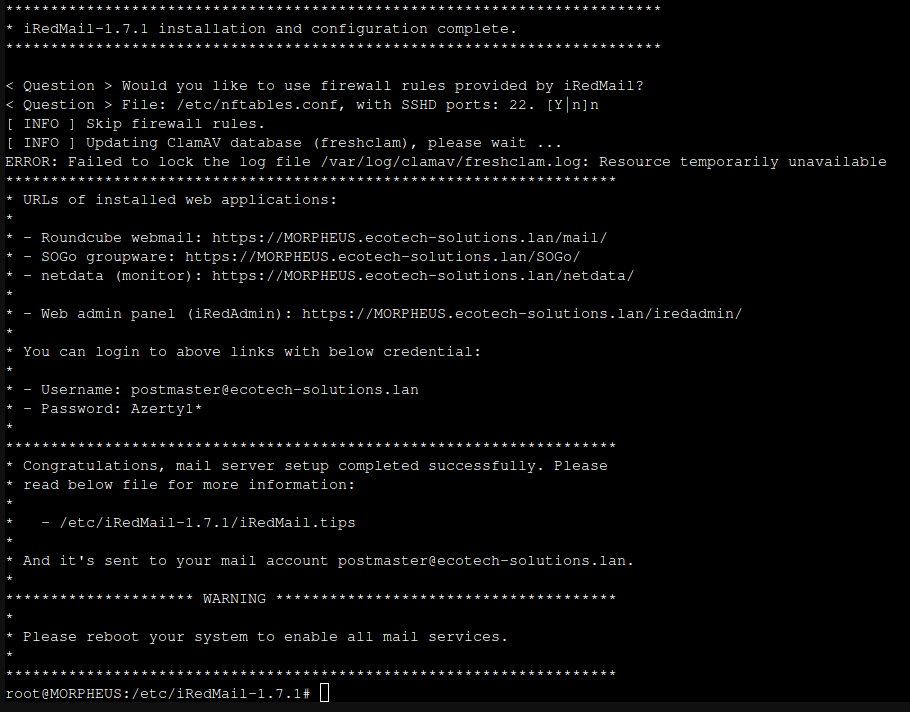 *************************************************************************
* iRedMail-1.7.1 installation and configuration complete.
*************************************************************************
< Question > Would you like to use firewall rules provided by iRedMail?
< Question > File: /etc/nftables.conf, with SSHD ports: 22. [Y|n]n
[ INFO ] Skip firewall rules.
[ INFO ] Updating ClamAV database (freshclam), please wait ...
ERROR: Failed to lock the log file /var/log/clamav/freshclam.log: Resource temporarily unavailable
********************************************************************
* URLs of installed web applications:
*
* - Roundcube webmail: https://MORPHEUS.ecotech-solutions.lan/mail/
* - SOGo groupware: https://MORPHEUS.ecotech-solutions.lan/SOGo/
* - netdata (monitor): https://MORPHEUS.ecotech-solutions.lan/netdata/
*
* - Web admin panel (iRedAdmin): https://MORPHEUS.ecotech-solutions.lan/iredadmin/
*
* You can login to above links with below credential:
*
* - Username: postmaster@ecotech-solutions.lan
* - Password: Azerty1*
*
********************************************************************
* Congratulations, mail server setup completed successfully. Please
* read below file for more information:
*
*   - /etc/iRedMail-1.7.1/iRedMail.tips
*
* And it's sent to your mail account postmaster@ecotech-solutions.lan.
*
********************* WARNING **************************************
*
* Please reboot your system to enable all mail services.
*
********************************************************************
root@MORPHEUS:/etc/iRedMail-1.7.1#